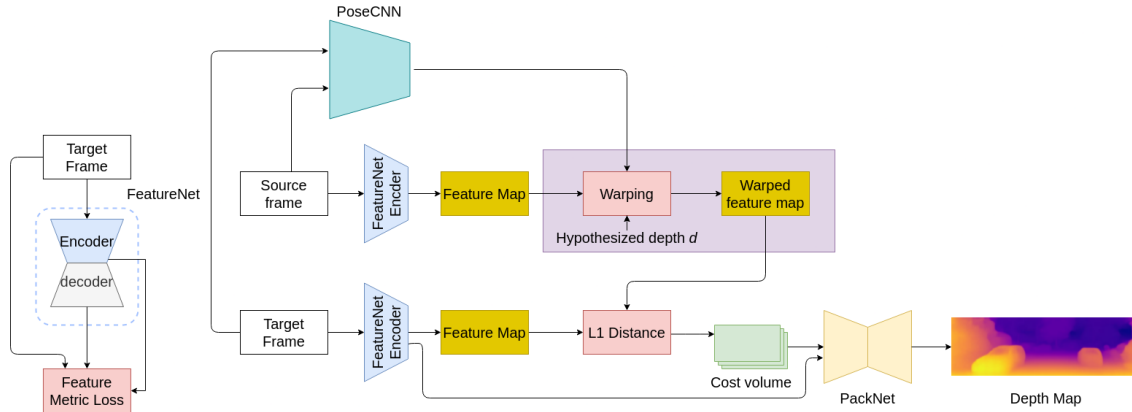 PoseCNN
Target
Frame
FeatureNet
Encoder
decoder
Feature
Metric Loss
Source
frame
FeatureNet
Encder
Feature Map
Warping
Warped
feature map
Hypothesized depth d
Target
Frame
FeatureNet
Encoder
Feature Map
L1 Distance
Cost volume
PackNet
Depth Map